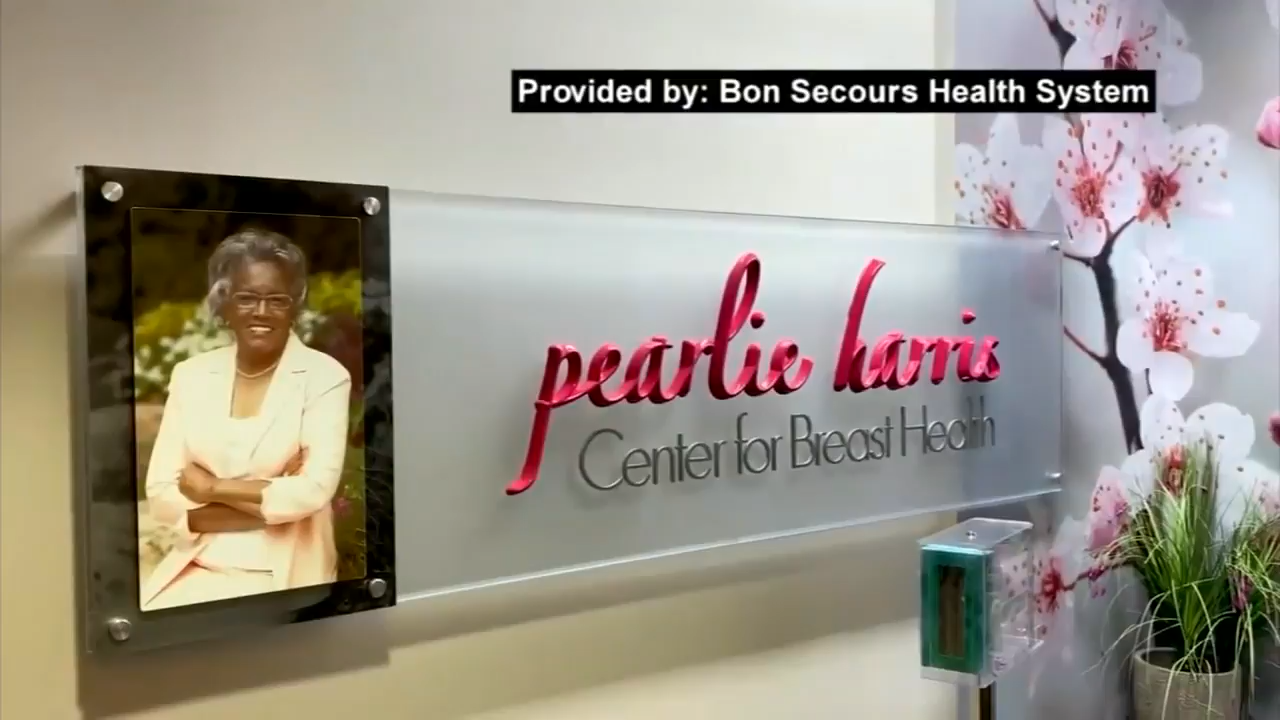 Provided by: Bon Secours Health System
pearlie harris
Center for Breast Health